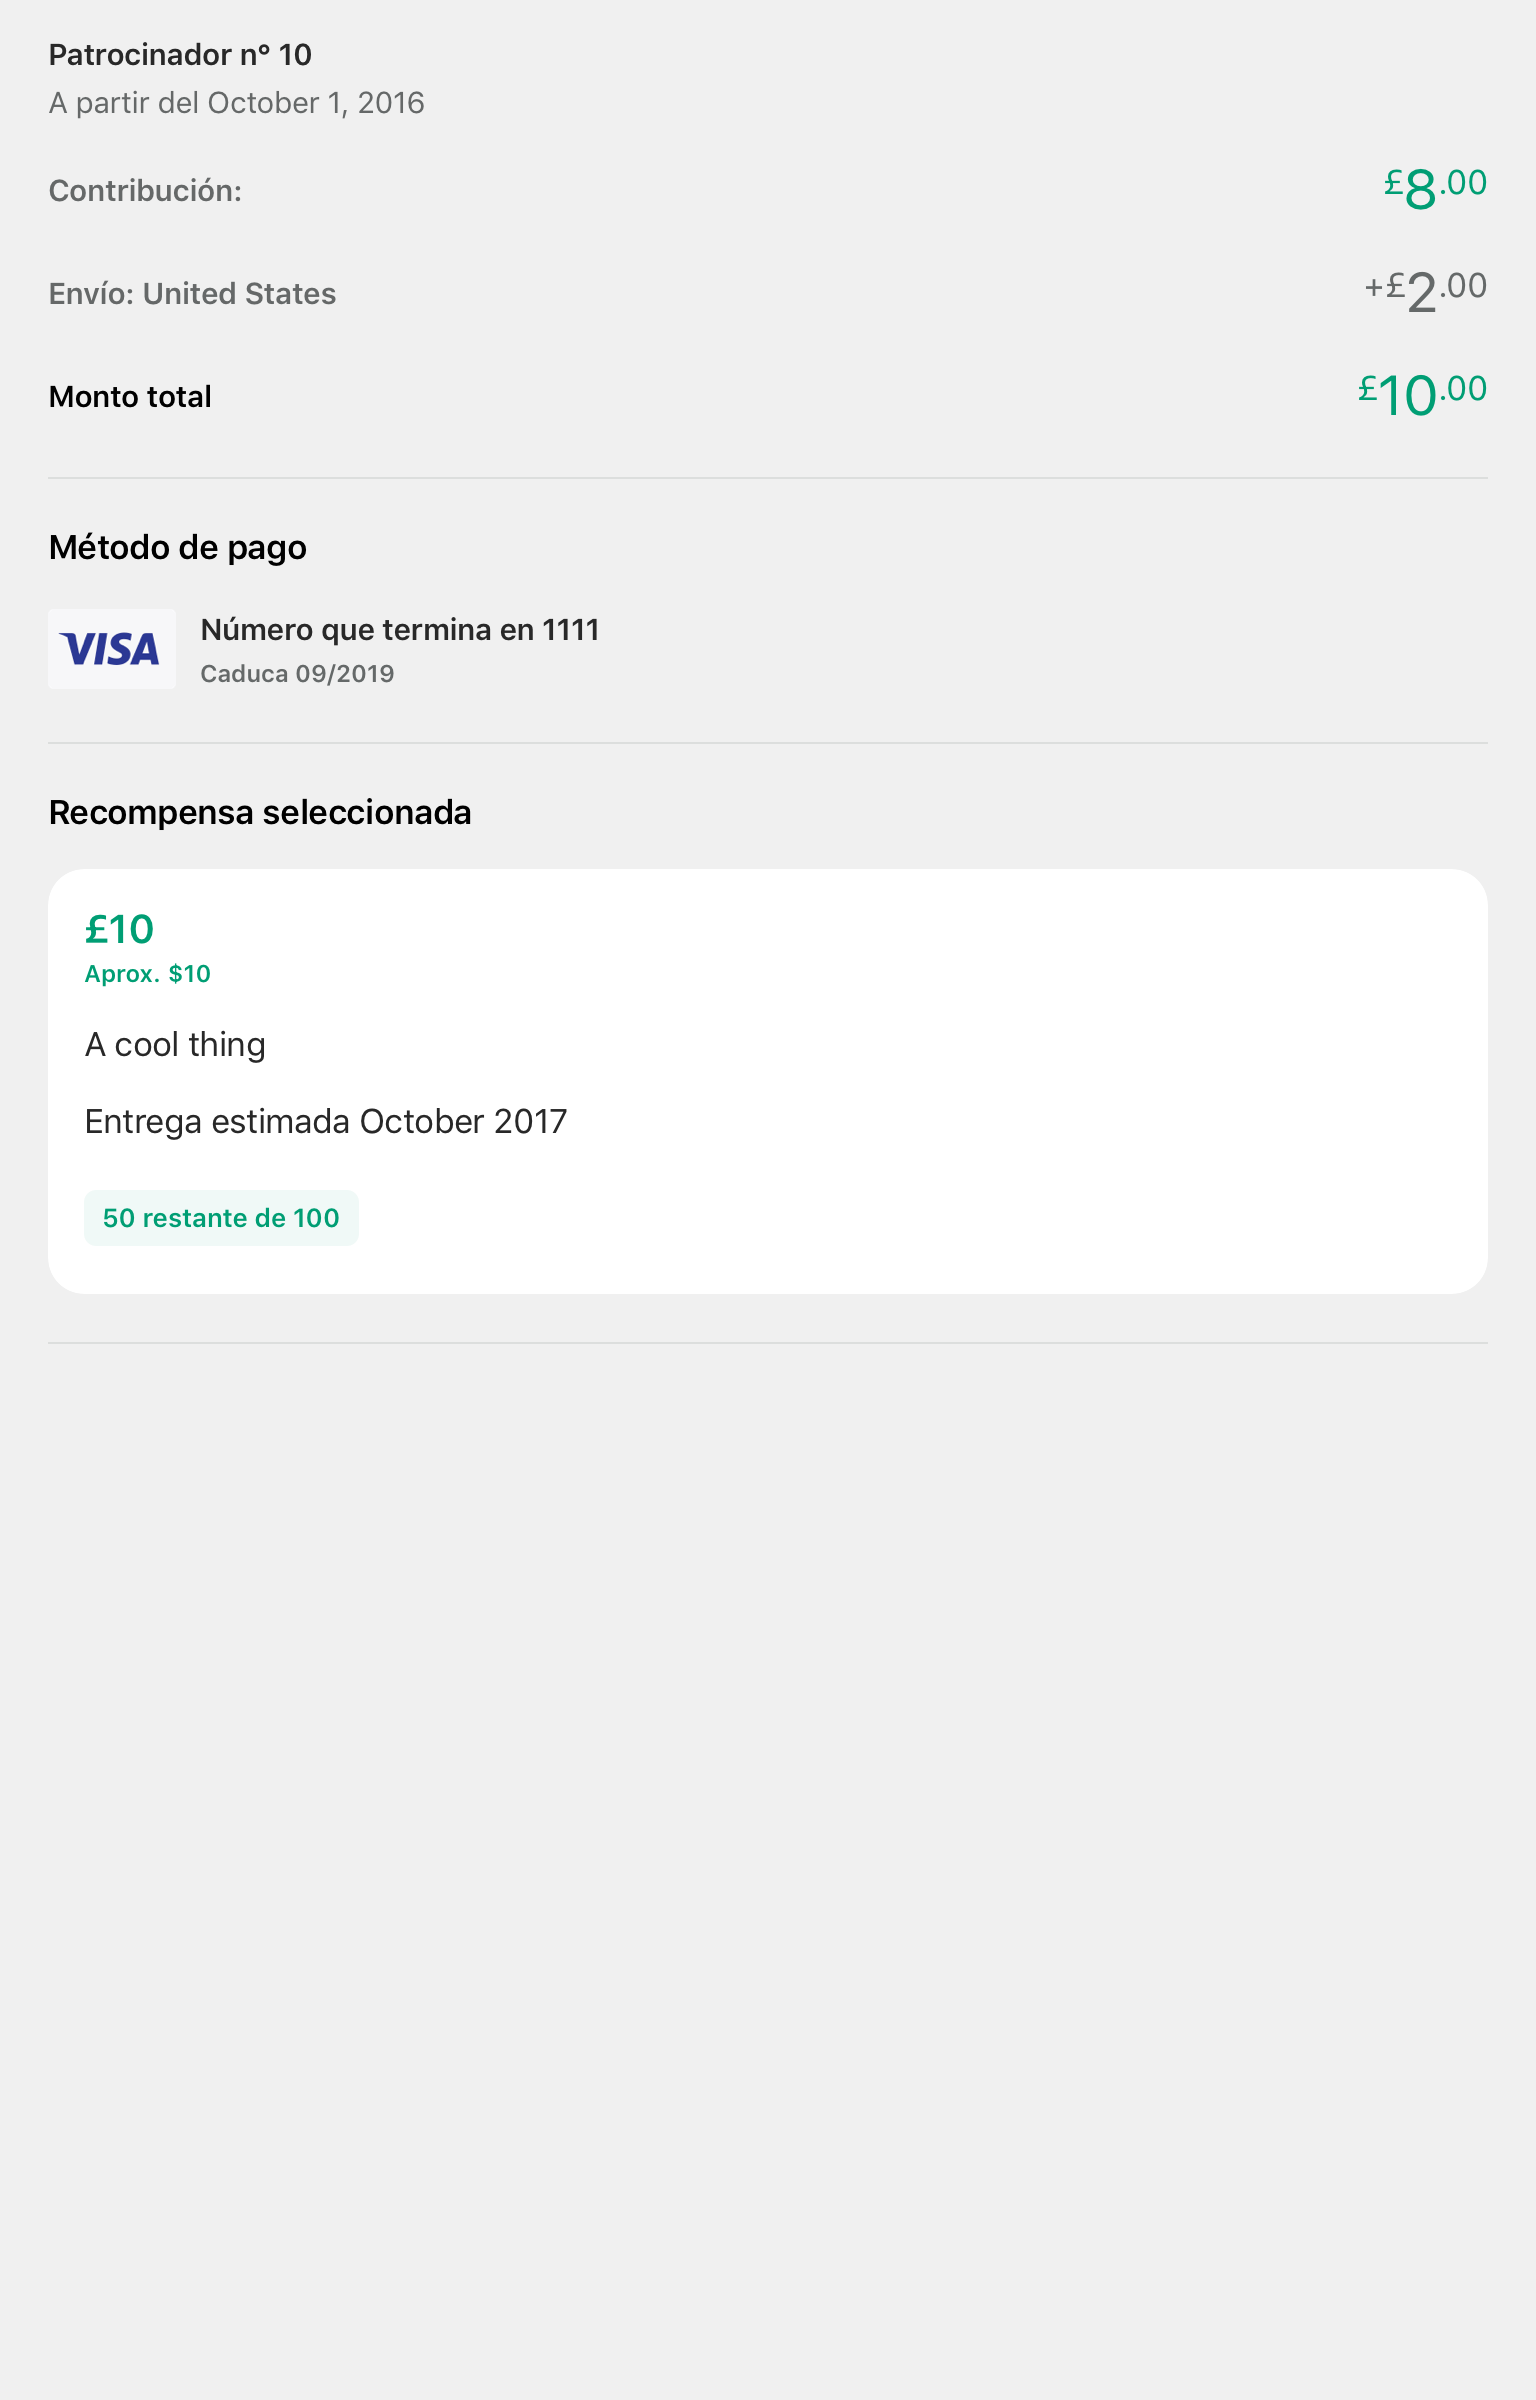 Patrocinador nº 10
A partir del October 1, 2016
Contribución: £8.00
Envío: United States +£2.00
Monto total £10.00
Método de pago
VISA
Número que termina en 1111
Caduca 09/2019
Recompensa seleccionada
£10
Aprox. $10
A cool thing
Entrega estimada October 2017
50 restante de 100